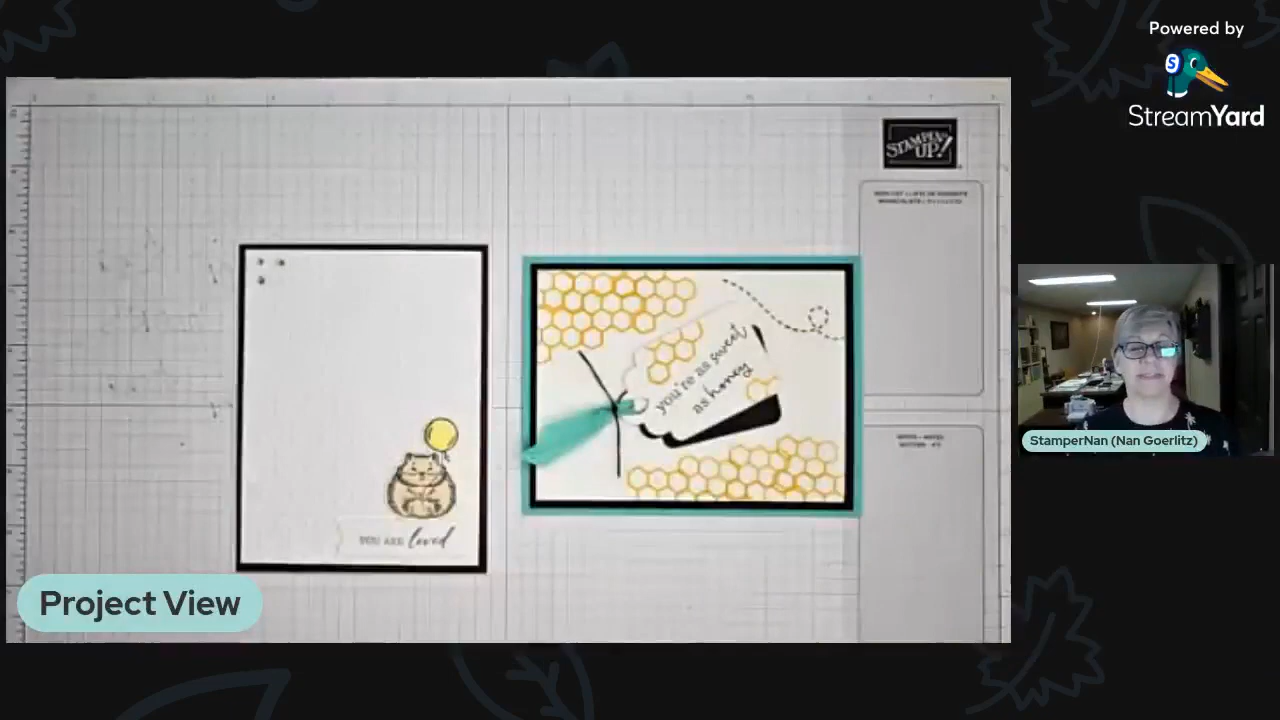 Powered by
StreamYard
STAMPIN' UP!
you're as sweet
as honey
YOU ARE loved
StamperNan (Nan Goerlitz)
Project View